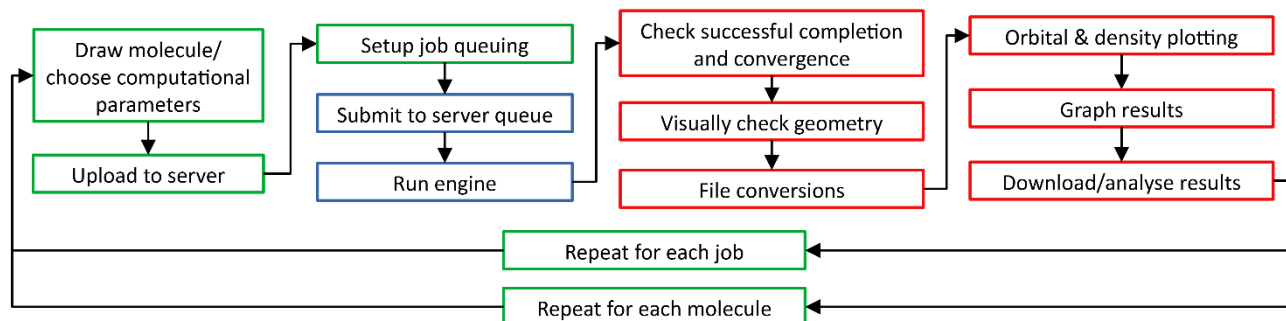 Draw molecule/
choose computational
parameters
Upload to server
Setup job queuing
Submit to server queue
Run engine
Check successful completion
and convergence
Visually check geometry
File conversions
Orbital & density plotting
Graph results
Download/analyse results
Repeat for each job
Repeat for each molecule